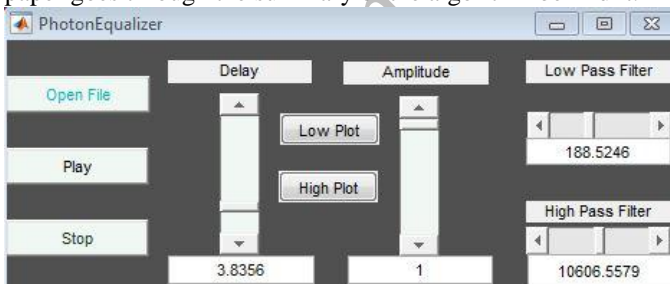 PhotonEqualizer
Delay
Amplitude
Low Pass Filter
Open File
Low Plot
188.5246
Play
High Plot
High Pass Filter
Stop
3.8356
1
10606.5579